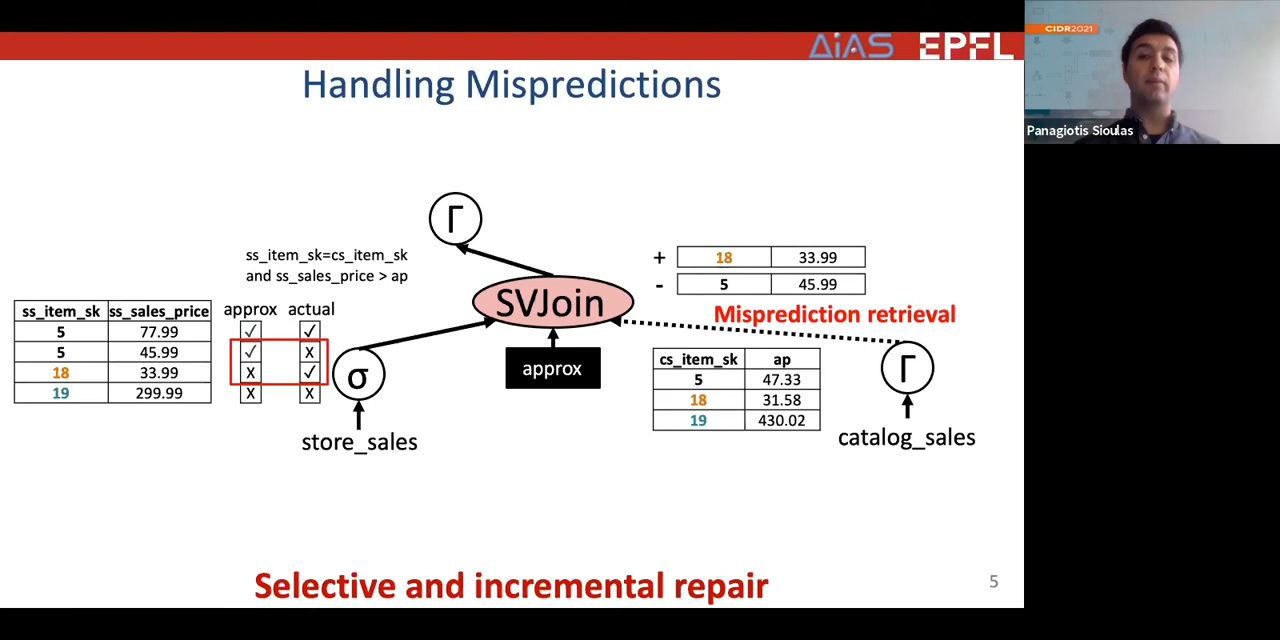 AiAS EPFL
CIDR2021
Panagiotis Sioulas
Handling Mispredictions
Γ
ss_item_sk=cs_item_sk
and ss_sales_price > ap
+ 18 33.99
- 5 45.99
SVJoin
Misprediction retrieval
ss_item_sk ss_sales_price approx actual
5 77.99 ✓ ✓
5 45.99 ✓ X
18 33.99 X ✓
19 299.99 X X
σ
store_sales
approx
cs_item_sk ap
5 47.33
18 31.58
19 430.02
Γ
catalog_sales
Selective and incremental repair
5